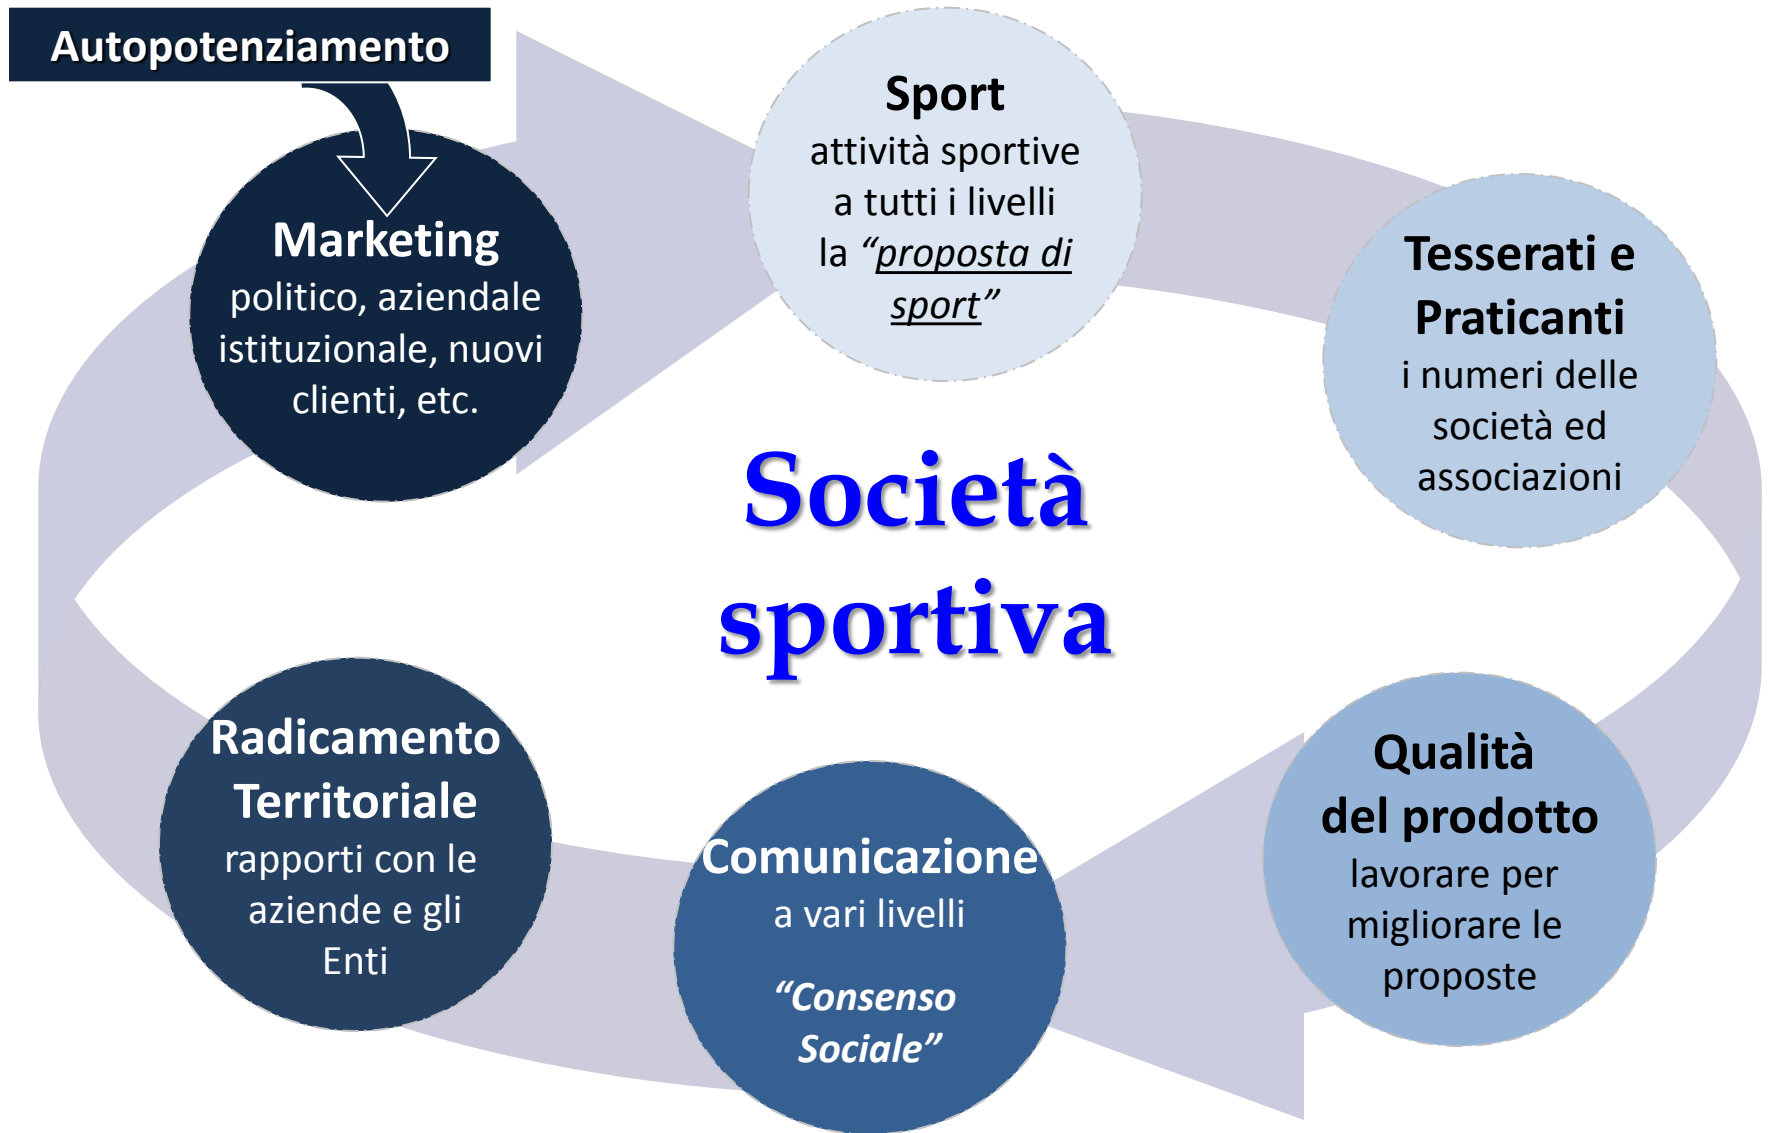 Autopotenziamento
Marketing
politico, aziendale
istituzionale, nuovi
clienti, etc.
Sport
attività sportive
a tutti i livelli
la “proposta di
sport”
Tesserati e
Praticanti
i numeri delle
società ed
associazioni
Società
sportiva
Qualità
del prodotto
lavorare per
migliorare le
proposte
Comunicazione
a vari livelli
“Consenso
Sociale”
Radicamento
Territoriale
rapporti con le
aziende e gli
Enti